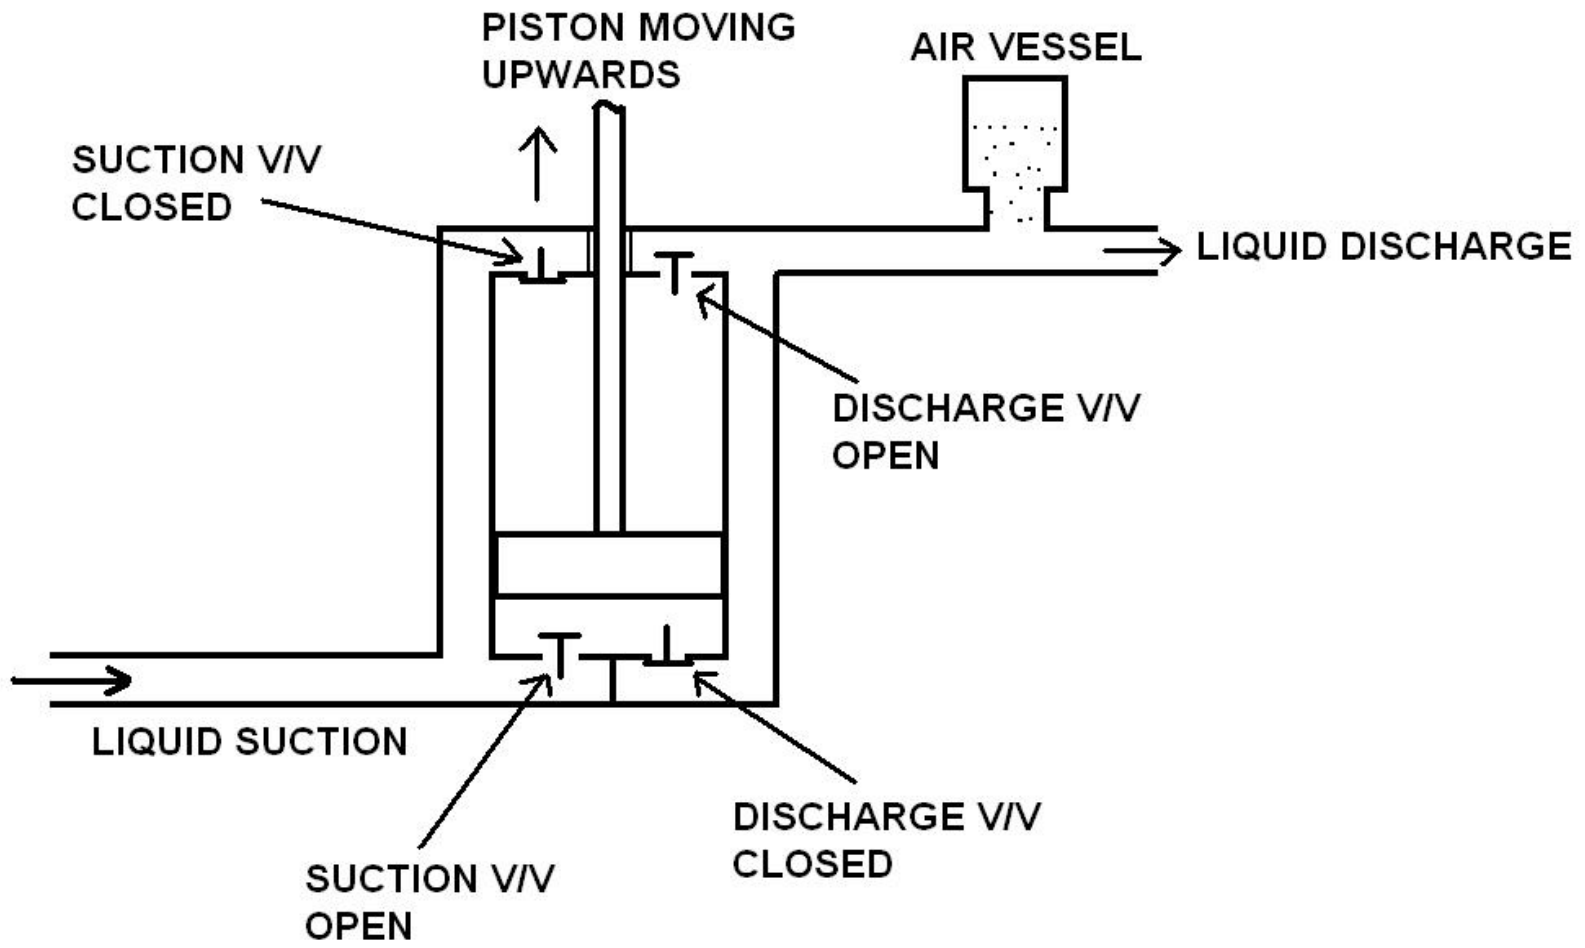 PISTON MOVING
UPWARDS
AIR VESSEL
SUCTION V/V
CLOSED
LIQUID DISCHARGE
DISCHARGE V/V
OPEN
LIQUID SUCTION
DISCHARGE V/V
CLOSED
SUCTION V/V
OPEN